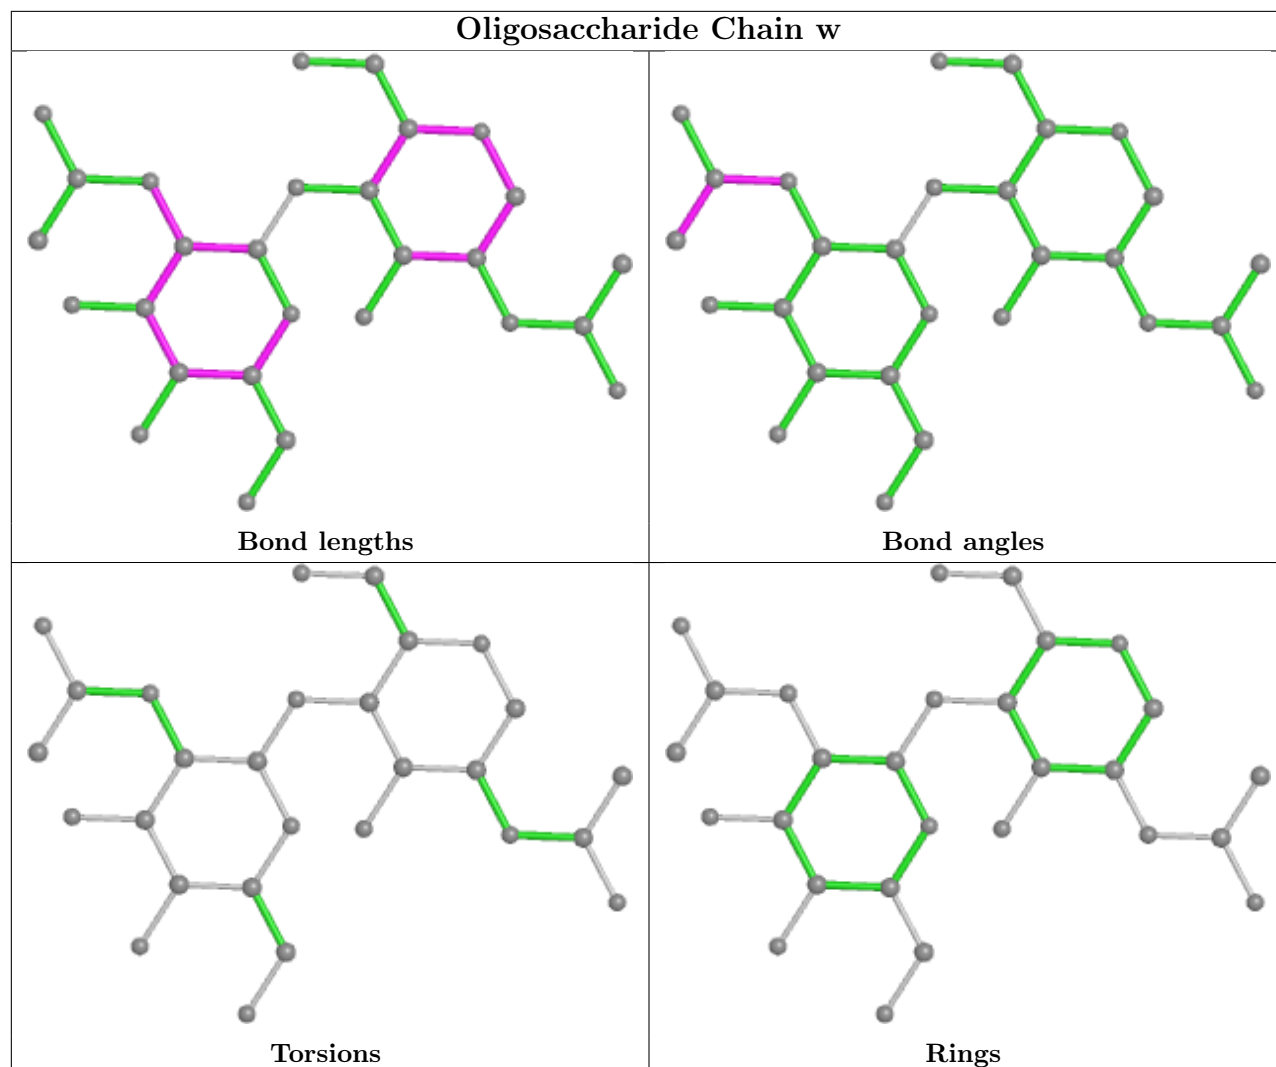 Oligosaccharide Chain w
Bond lengths
Bond angles
Torsions
Rings